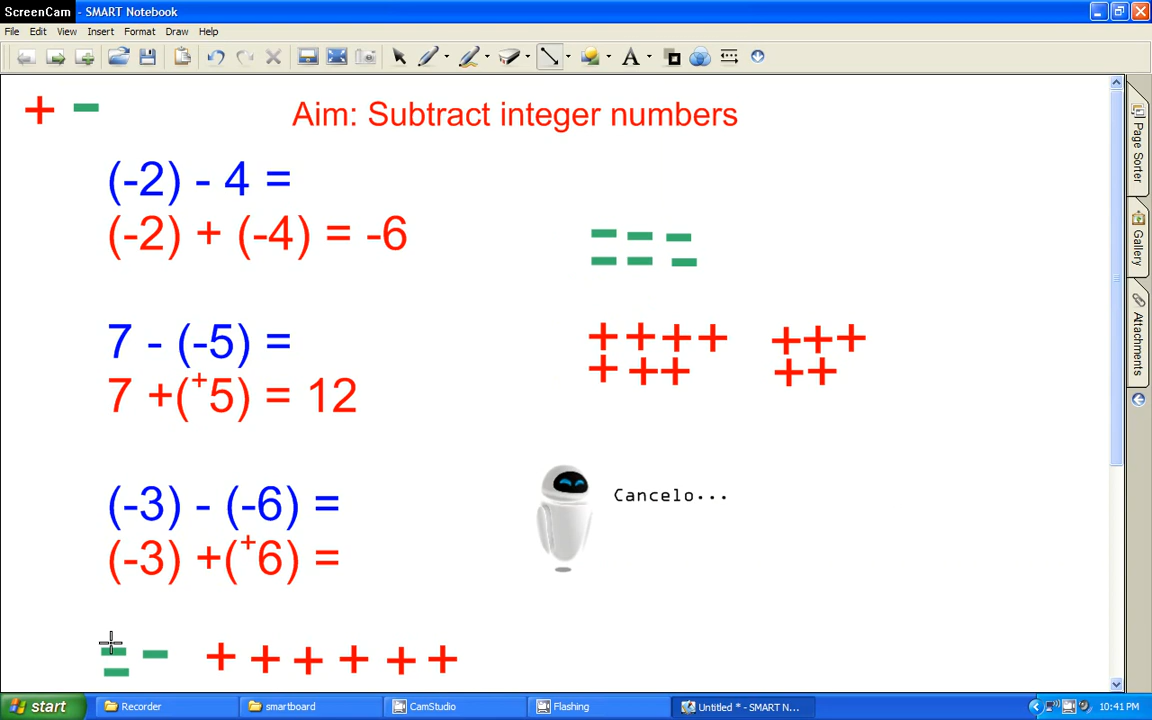 ScreenCam - SMART Notebook
File Edit View Insert Format Draw Help
+ -
Aim: Subtract integer numbers
(-2) - 4 =
(-2) + (-4) = -6
- - -
- - -
7 - (-5) =
7 +(+5) = 12
+ + + + + + +
+ + + + +
(-3) - (-6) =
(-3) +(+6) =
Cancelo...
- - + + + + + +
-
Page Sorter
Gallery
Attachments
start Recorder smartboard CamStudio Flashing Untitled * - SMART N... 10:41 PM